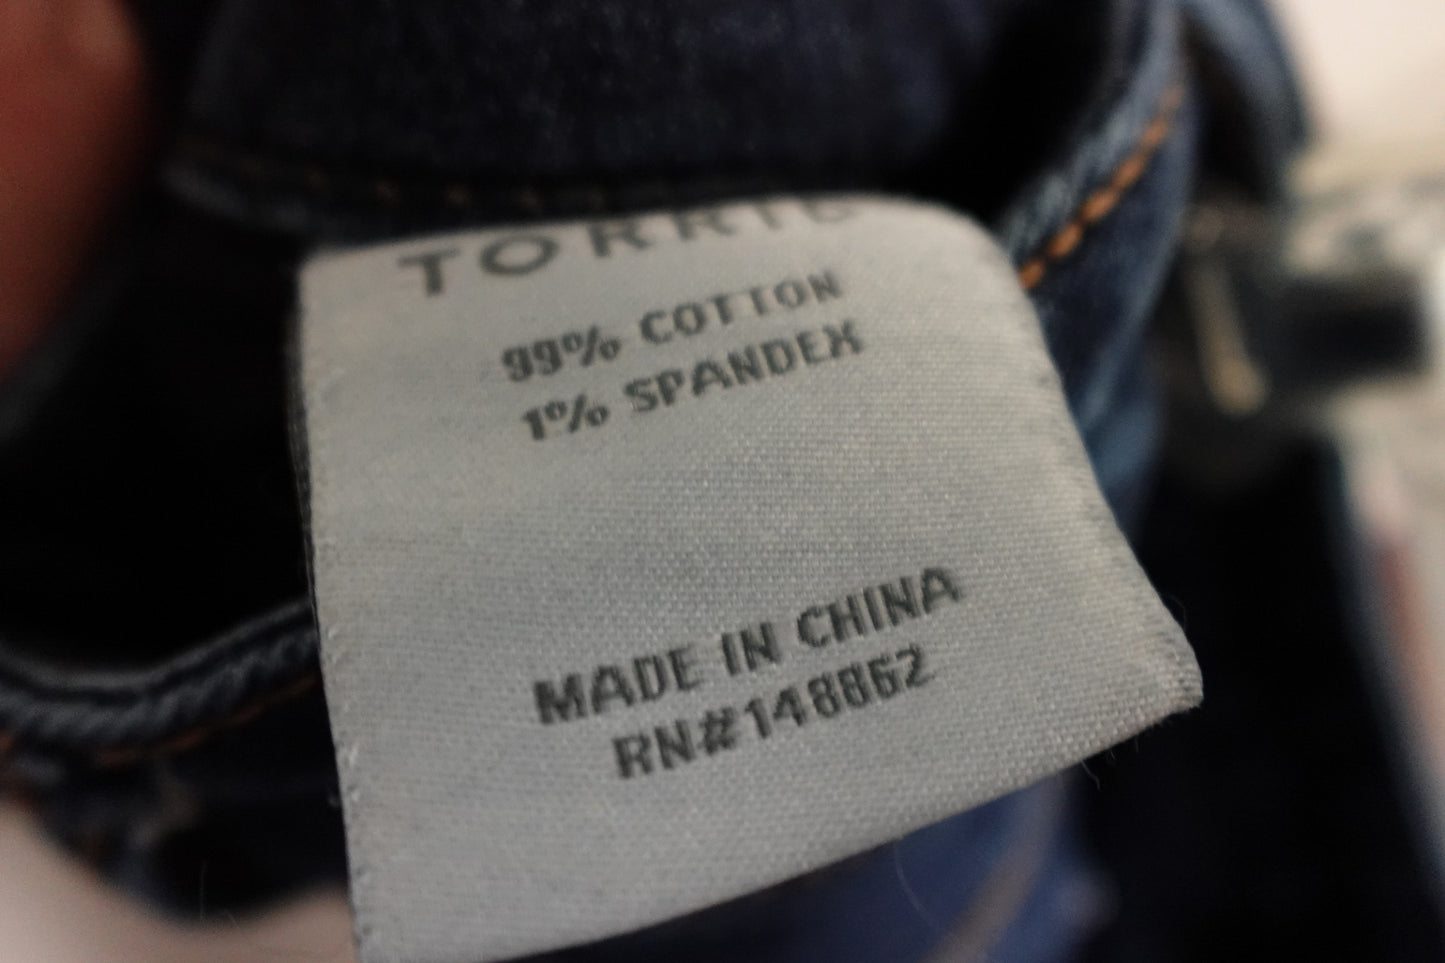 TORRID
99% COTTON
1% SPANDEX
MADE IN CHINA
RN#148862